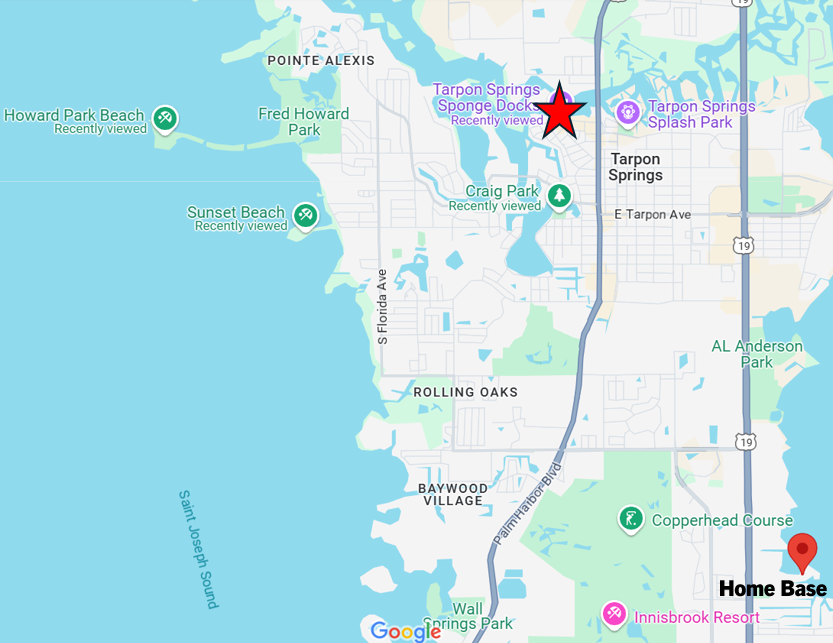 19
19
POINTE ALEXIS
Howard Park Beach
Recently viewed
Fred Howard
Park
Tarpon Springs
Sponge Docks
Recently viewed
Tarpon Springs
Splash Park
Tarpon
Springs
Craig Park
Recently viewed
Sunset Beach
Recently viewed
E Tarpon Ave
19
S Florida Ave
AL Anderson
Park
ROLLING OAKS
19
BAYWOOD
VILLAGE
Palm Harbor Blvd
Saint Joseph Sound
Copperhead Course
Home Base
Wall
Springs Park
Innisbrook Resort
Google